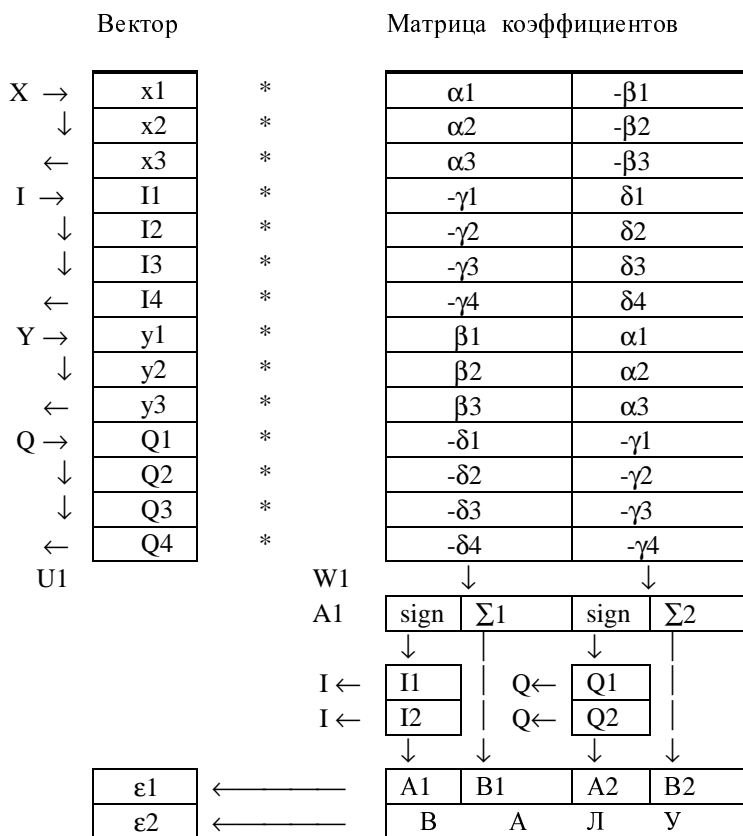 Вектор Матрица коэффициентов
X → x1 * α1 -β1
↓ x2 * α2 -β2
← x3 * α3 -β3
I → I1 * -γ1 δ1
↓ I2 * -γ2 δ2
↓ I3 * -γ3 δ3
← I4 * -γ4 δ4
Y → y1 * β1 α1
↓ y2 * β2 α2
← y3 * β3 α3
Q → Q1 * -δ1 -γ1
↓ Q2 * -δ2 -γ2
↓ Q3 * -δ3 -γ3
← Q4 * -δ4 -γ4
U1 W1 ↓ ↓
A1 sign ∑1 sign ∑2
↓ | ↓ |
I ← I1 | Q← Q1 |
I ← I2 | Q← Q2 |
↓ ↓ ↓ ↓
ε1 ←——— A1 B1 A2 B2
ε2 ←——— В А Л У